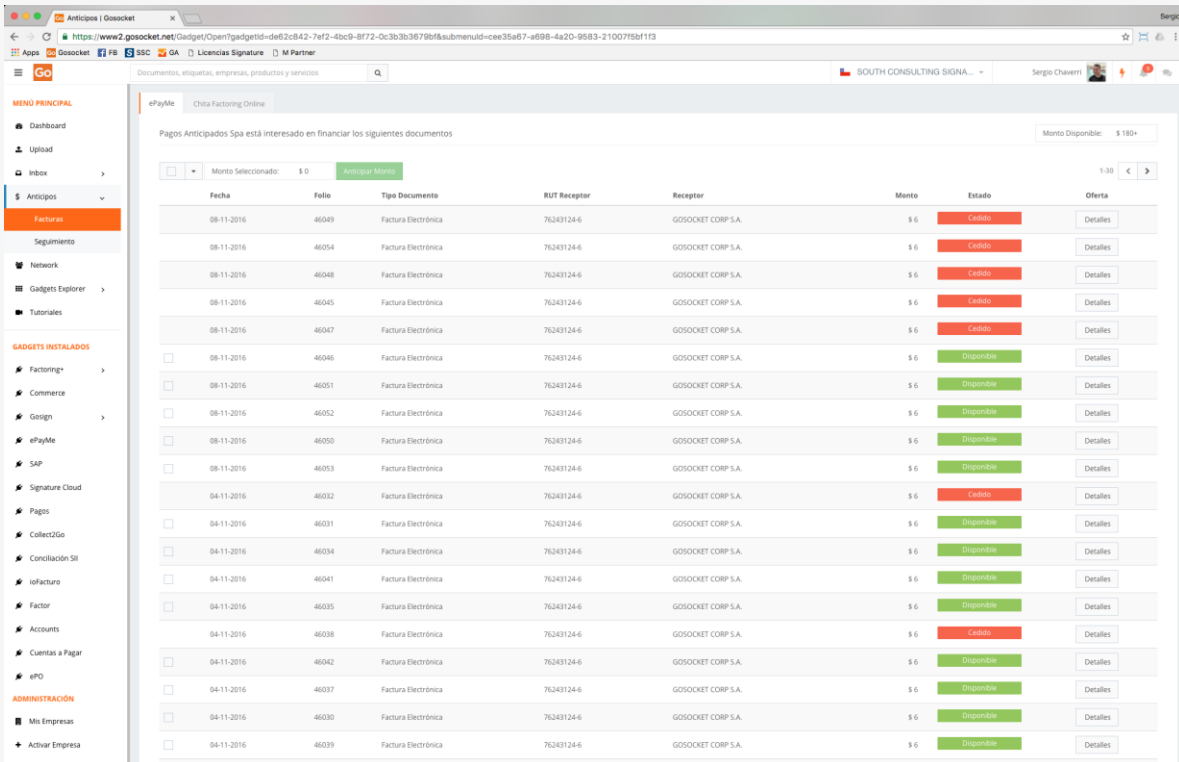 Go Anticipos | Gosocket
Sergio
https://www2.gosocket.net/Gadget/Open?gadgetId=de62c842-7ef2-4bc9-8f72-0c3b3b3679bf&submenuId=cee35a67-a698-4a20-9583-21007f5bf1f3
Apps Go Gosocket FB S SSC GA Licencias Signature M Partner
Go Documentos, etiquetas, empresas, productos y servicios SOUTH CONSULTING SIGNA... Sergio Chaverri
MENÚ PRINCIPAL
Dashboard
Upload
Inbox
$ Anticipos
Facturas
Seguimiento
Network
Gadgets Explorer
Tutoriales
GADGETS INSTALADOS
Factoring+
Commerce
Gosign
ePayMe
SAP
Signature Cloud
Pagos
Collect2Go
Conciliación SII
ioFacturo
Factor
Accounts
Cuentas a Pagar
ePO
ADMINISTRACIÓN
Mis Empresas
Activar Empresa
ePayMe Chita Factoring Online
Pagos Anticipados Spa está interesado en financiar los siguientes documentos Monto Disponible: $ 180+
Monto Seleccionado: $ 0 Anticipar Monto 1-30
Fecha Folio Tipo Documento RUT Receptor Receptor Monto Estado Oferta
08-11-2016 46049 Factura Electrónica 76243124-6 GOSOCKET CORP S.A. $ 6 Cedido Detalles
08-11-2016 46054 Factura Electrónica 76243124-6 GOSOCKET CORP S.A. $ 6 Cedido Detalles
08-11-2016 46048 Factura Electrónica 76243124-6 GOSOCKET CORP S.A. $ 6 Cedido Detalles
08-11-2016 46045 Factura Electrónica 76243124-6 GOSOCKET CORP S.A. $ 6 Cedido Detalles
08-11-2016 46047 Factura Electrónica 76243124-6 GOSOCKET CORP S.A. $ 6 Cedido Detalles
08-11-2016 46046 Factura Electrónica 76243124-6 GOSOCKET CORP S.A. $ 6 Disponible Detalles
08-11-2016 46051 Factura Electrónica 76243124-6 GOSOCKET CORP S.A. $ 6 Disponible Detalles
08-11-2016 46052 Factura Electrónica 76243124-6 GOSOCKET CORP S.A. $ 6 Disponible Detalles
08-11-2016 46050 Factura Electrónica 76243124-6 GOSOCKET CORP S.A. $ 6 Disponible Detalles
08-11-2016 46053 Factura Electrónica 76243124-6 GOSOCKET CORP S.A. $ 6 Disponible Detalles
04-11-2016 46032 Factura Electrónica 76243124-6 GOSOCKET CORP S.A. $ 6 Cedido Detalles
04-11-2016 46031 Factura Electrónica 76243124-6 GOSOCKET CORP S.A. $ 6 Disponible Detalles
04-11-2016 46034 Factura Electrónica 76243124-6 GOSOCKET CORP S.A. $ 6 Disponible Detalles
04-11-2016 46041 Factura Electrónica 76243124-6 GOSOCKET CORP S.A. $ 6 Disponible Detalles
04-11-2016 46035 Factura Electrónica 76243124-6 GOSOCKET CORP S.A. $ 6 Disponible Detalles
04-11-2016 46038 Factura Electrónica 76243124-6 GOSOCKET CORP S.A. $ 6 Cedido Detalles
04-11-2016 46042 Factura Electrónica 76243124-6 GOSOCKET CORP S.A. $ 6 Disponible Detalles
04-11-2016 46037 Factura Electrónica 76243124-6 GOSOCKET CORP S.A. $ 6 Disponible Detalles
04-11-2016 46030 Factura Electrónica 76243124-6 GOSOCKET CORP S.A. $ 6 Disponible Detalles
04-11-2016 46039 Factura Electrónica 76243124-6 GOSOCKET CORP S.A. $ 6 Disponible Detalles